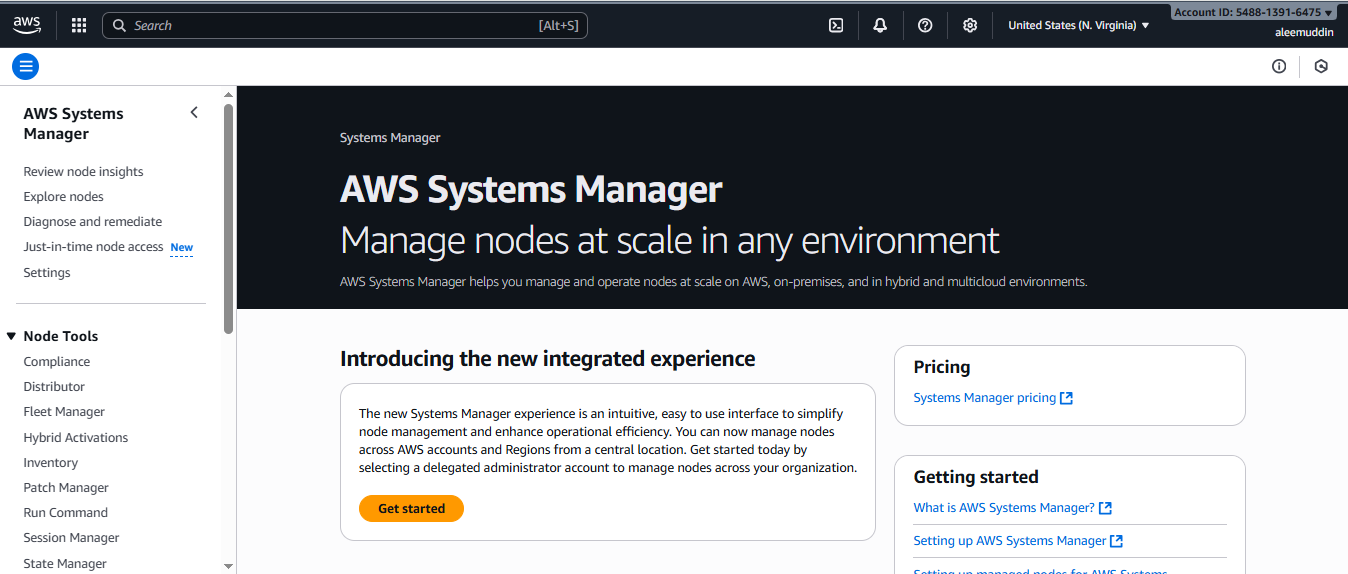 aws
Search
[Alt+S]
United States (N. Virginia)
Account ID: 5488-1391-6475
aleemuddin
AWS Systems
Manager
Review node insights
Explore nodes
Diagnose and remediate
Just-in-time node access New
Settings
Node Tools
Compliance
Distributor
Fleet Manager
Hybrid Activations
Inventory
Patch Manager
Run Command
Session Manager
State Manager
Systems Manager
AWS Systems Manager
Manage nodes at scale in any environment
AWS Systems Manager helps you manage and operate nodes at scale on AWS, on-premises, and in hybrid and multicloud environments.
Introducing the new integrated experience
The new Systems Manager experience is an intuitive, easy to use interface to simplify
node management and enhance operational efficiency. You can now manage nodes
across AWS accounts and Regions from a central location. Get started today by
selecting a delegated administrator account to manage nodes across your organization.
Get started
Pricing
Systems Manager pricing
Getting started
What is AWS Systems Manager?
Setting up AWS Systems Manager
Setting up managed nodes for AWS Systems